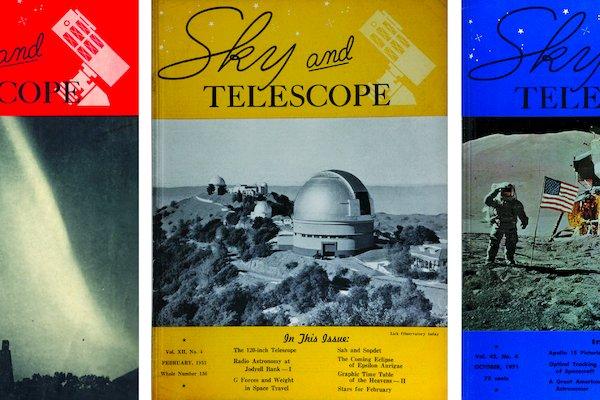 and
COPE
Sky and
TELESCOPE
Lick Observatory today
In This Issue:
Vol. XII, No. 4
FEBRUARY, 1953
Whole Number 136
The 120-inch Telescope
Radio Astronomy at
Jodrell Bank — I
G Forces and Weight
in Space Travel
Sah and Sopdet
The Coming Eclipse
of Epsilon Aurigae
Graphic Time Table
of the Heavens — II
Stars for February
Sky
TELE
In
Vol. 42, No. 4
OCTOBER, 1971
75 cents
Apollo 15 Pictorial
Optical Tracking
of Spacecraft
A Great American
Astronomer